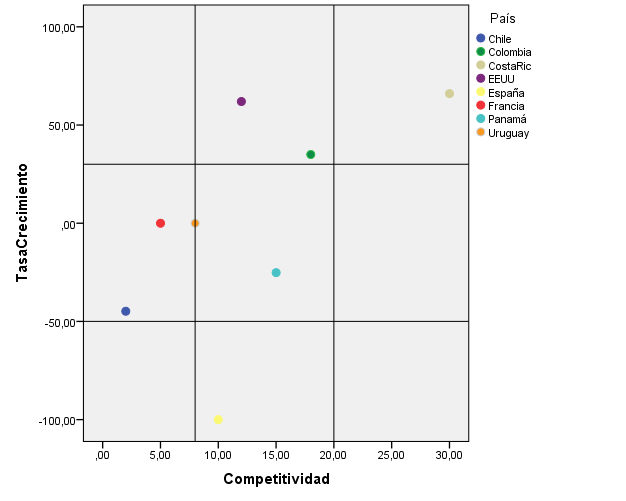 País
Chile
Colombia
CostaRic
EEUU
España
Francia
Panamá
Uruguay
TasaCrecimiento
100,00
50,00
,00
-50,00
-100,00
,00 5,00 10,00 15,00 20,00 25,00 30,00
Competitividad